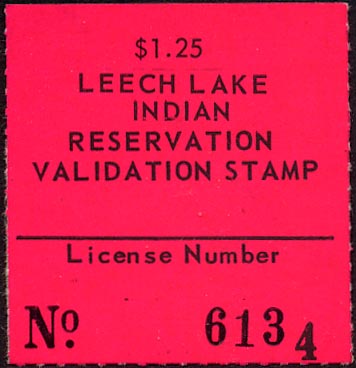 $1.25
LEECH LAKE
INDIAN
RESERVATION
VALIDATION STAMP
License Number
No. 6134